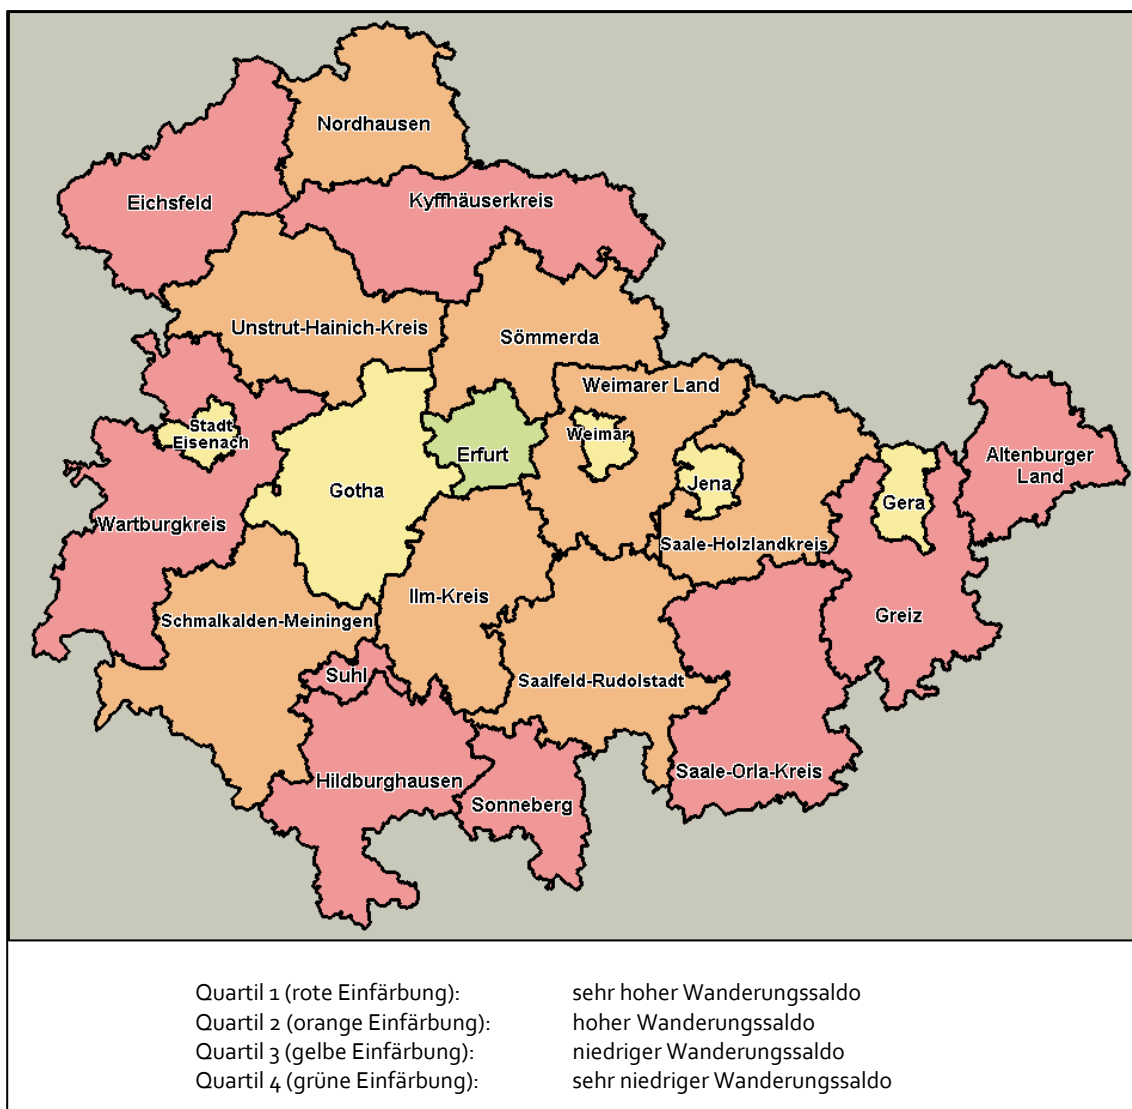 Nordhausen
Eichsfeld
Kyffhäuserkreis
Unstrut-Hainich-Kreis
Sömmerda
Weimarer Land
Stadt
Eisenach
Weimar
Erfurt
Altenburger
Land
Gotha
Jena
Gera
Wartburgkreis
Saale-Holzlandkreis
Ilm-Kreis
Schmalkalden-Meiningen
Greiz
Suhl
Saalfeld-Rudolstadt
Hildburghausen
Saale-Orla-Kreis
Sonneberg
Quartil 1 (rote Einfärbung): sehr hoher Wanderungssaldo
Quartil 2 (orange Einfärbung): hoher Wanderungssaldo
Quartil 3 (gelbe Einfärbung): niedriger Wanderungssaldo
Quartil 4 (grüne Einfärbung): sehr niedriger Wanderungssaldo